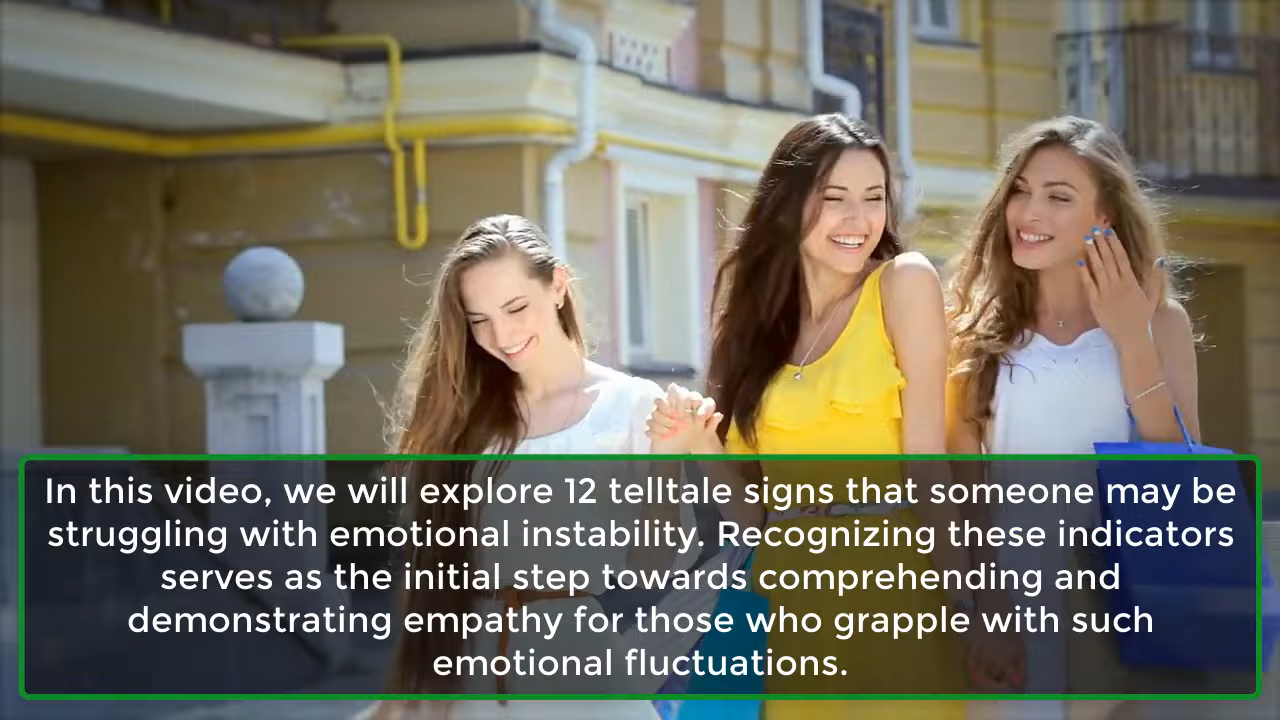 In this video, we will explore 12 telltale signs that someone may be
struggling with emotional instability. Recognizing these indicators
serves as the initial step towards comprehending and
demonstrating empathy for those who grapple with such
emotional fluctuations.